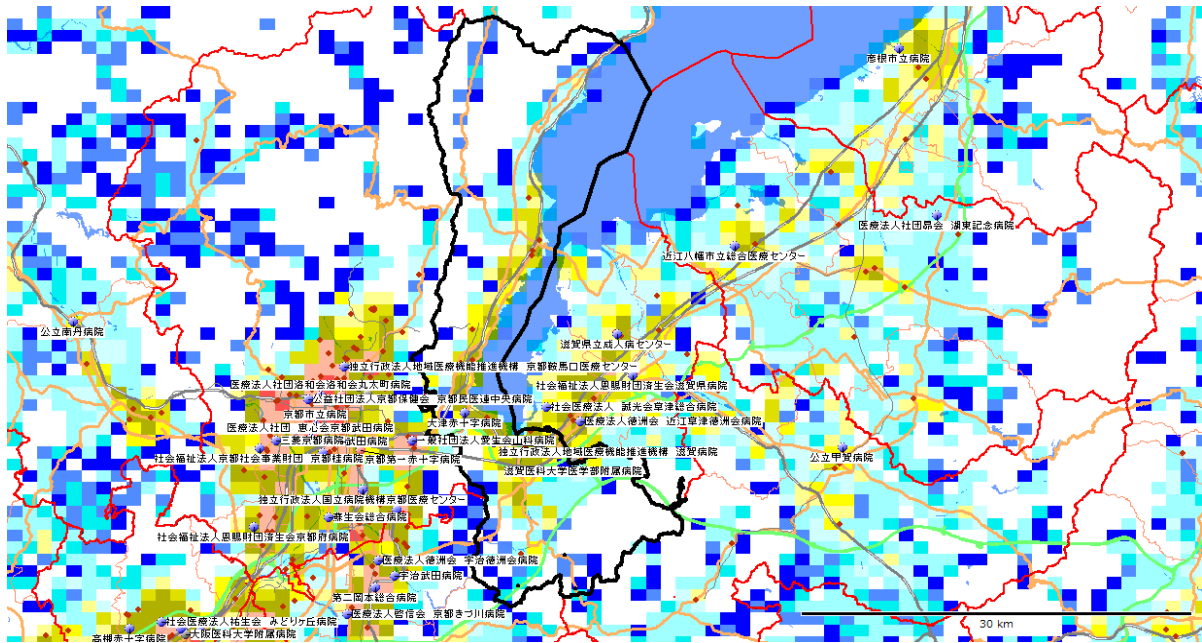 彦根市立病院
医療法人社団昴会 湖東記念病院
近江八幡市立総合医療センター
公立南丹病院
滋賀県立成人病センター
独立行政法人地域医療機能推進機構 京都鞍馬口医療センター
医療法人社団洛和会洛和会丸太町病院
社会福祉法人恩賜財団済生会滋賀県病院
公益社団法人京都保健会 京都民医連中央病院
社会医療法人 誠光会草津総合病院
京都市立病院
大津赤十字病院
医療法人徳洲会 近江草津徳洲会病院
医療法人社団 恵心会京都武田病院
三菱京都病院
武田病院
一般社団法人愛生会山科病院
社会福祉法人京都社会事業財団 京都桂病院
京都第一赤十字病院
独立行政法人地域医療機能推進機構 滋賀病院
公立甲賀病院
滋賀医科大学医学部附属病院
独立行政法人国立病院機構京都医療センター
蘇生会総合病院
社会福祉法人恩賜財団済生会京都府病院
医療法人徳洲会 宇治徳洲会病院
宇治武田病院
第二岡本総合病院
医療法人啓信会 京都きづ川病院
社会医療法人祐生会 みどりヶ丘病院
高槻赤十字病院
大阪医科大学附属病院
30 km